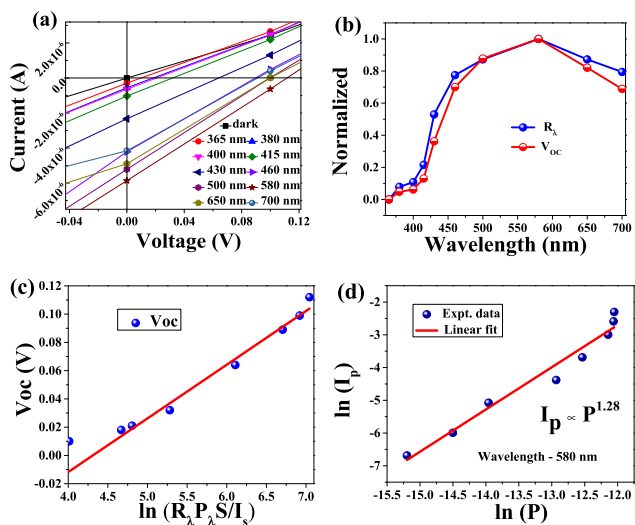 (a)
Current (A)
2.0x10⁻⁶
0.0
-2.0x10⁻⁶
-4.0x10⁻⁶
-6.0x10⁻⁶
dark
365 nm 380 nm
400 nm 415 nm
430 nm 460 nm
500 nm 580 nm
650 nm 700 nm
-0.04 0.00 0.04 0.08 0.12
Voltage (V)
(b)
Normalized
1.0
0.8
0.6
0.4
0.2
0.0
R_λ
V_OC
400 450 500 550 600 650 700
Wavelength (nm)
(c)
Voc (V)
0.12
0.10
0.08
0.06
0.04
0.02
0.00
-0.02
Voc
4.0 4.5 5.0 5.5 6.0 6.5 7.0
ln (R_λP_λS/I_s)
(d)
ln (I_p)
-2
-3
-4
-5
-6
-7
Expt. data
Linear fit
I_p ∝ P^1.28
Wavelength - 580 nm
-15.5 -15.0 -14.5 -14.0 -13.5 -13.0 -12.5 -12.0
ln (P)